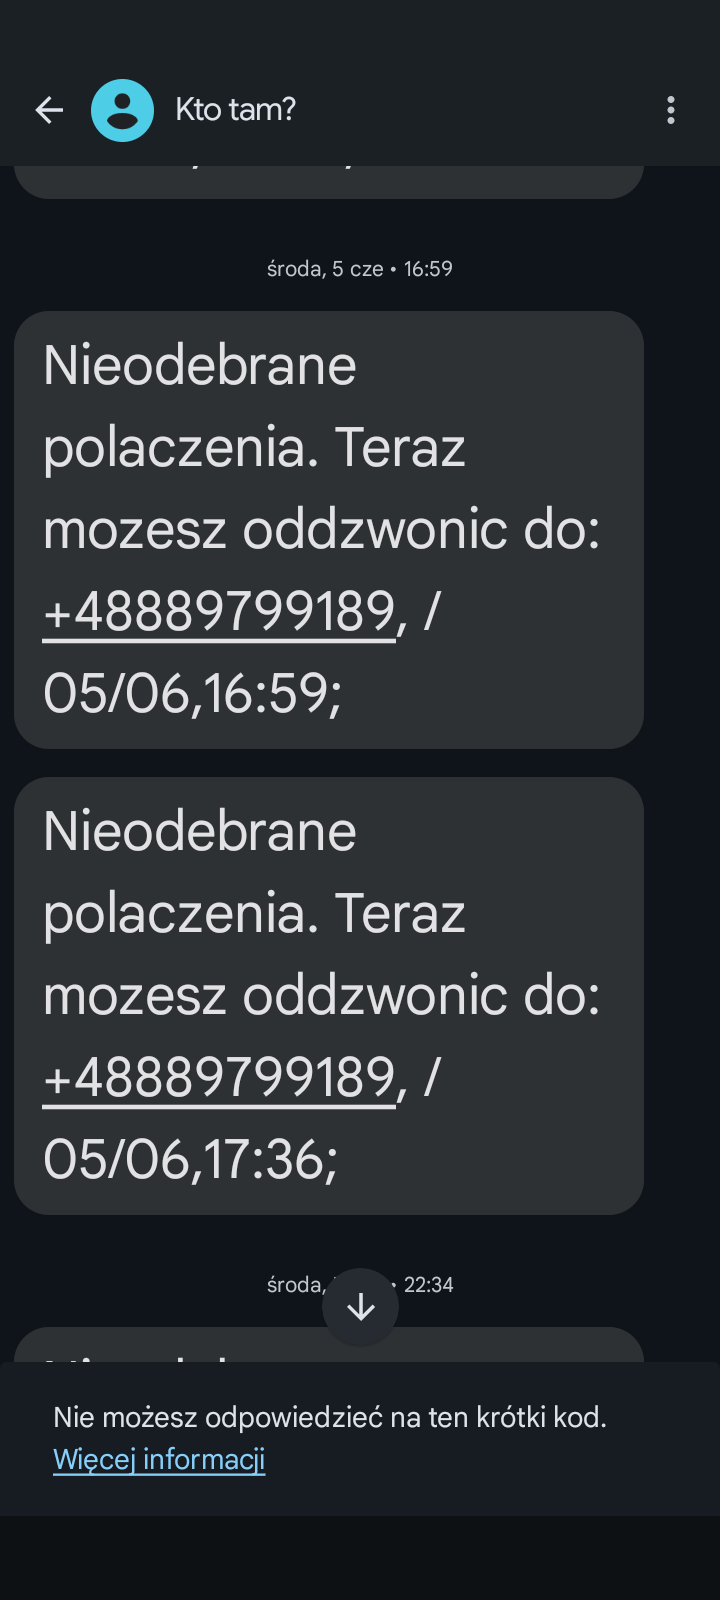 Kto tam?
środa, 5 cze • 16:59
Nieodebrane
polaczenia. Teraz
mozesz oddzwonic do:
+48889799189, /
05/06,16:59;
Nieodebrane
polaczenia. Teraz
mozesz oddzwonic do:
+48889799189, /
05/06,17:36;
środa, • 22:34
Nie możesz odpowiedzieć na ten krótki kod.
Więcej informacji